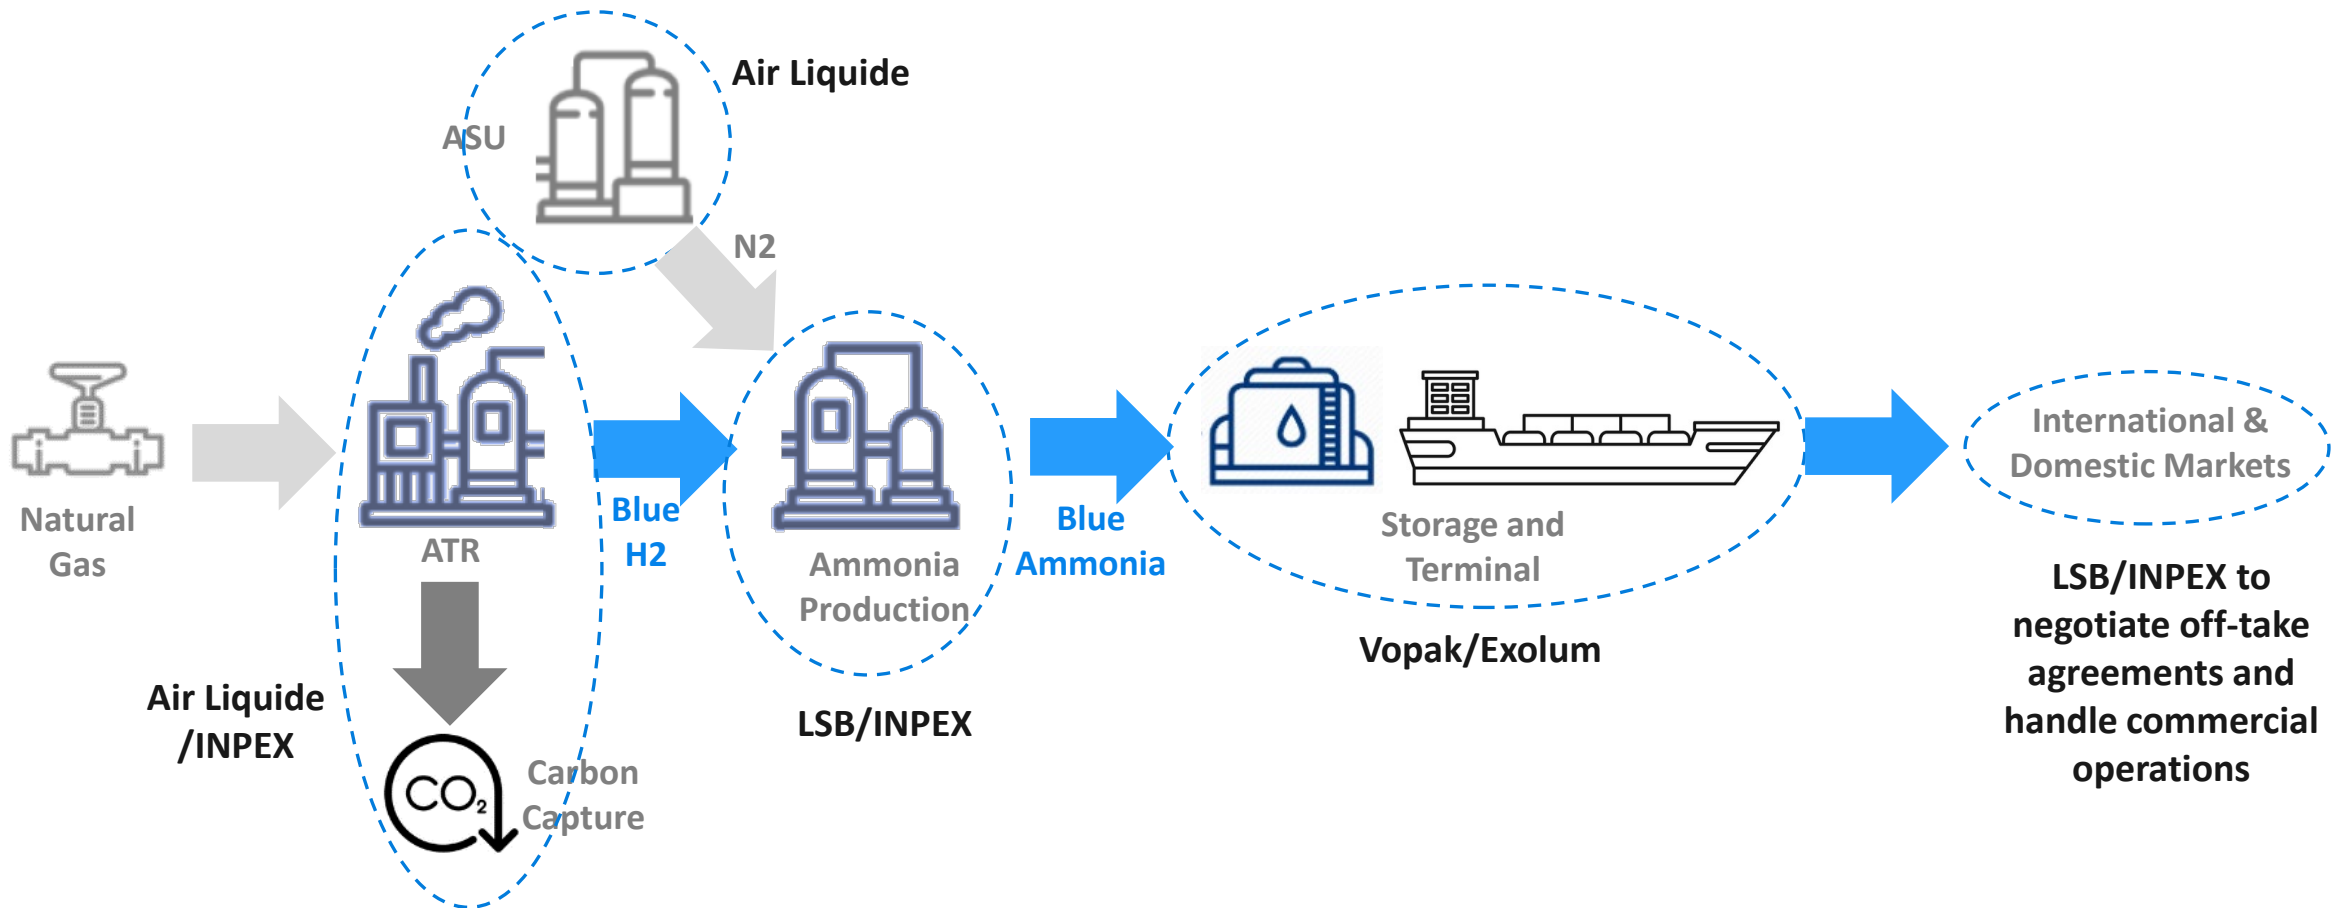 Air Liquide
ASU
N2
Natural
Gas
ATR
Blue
H2
Air Liquide
/INPEX
CO2
Carbon
Capture
Ammonia
Production
LSB/INPEX
Blue
Ammonia
Storage and
Terminal
Vopak/Exolum
International &
Domestic Markets
LSB/INPEX to
negotiate off-take
agreements and
handle commercial
operations